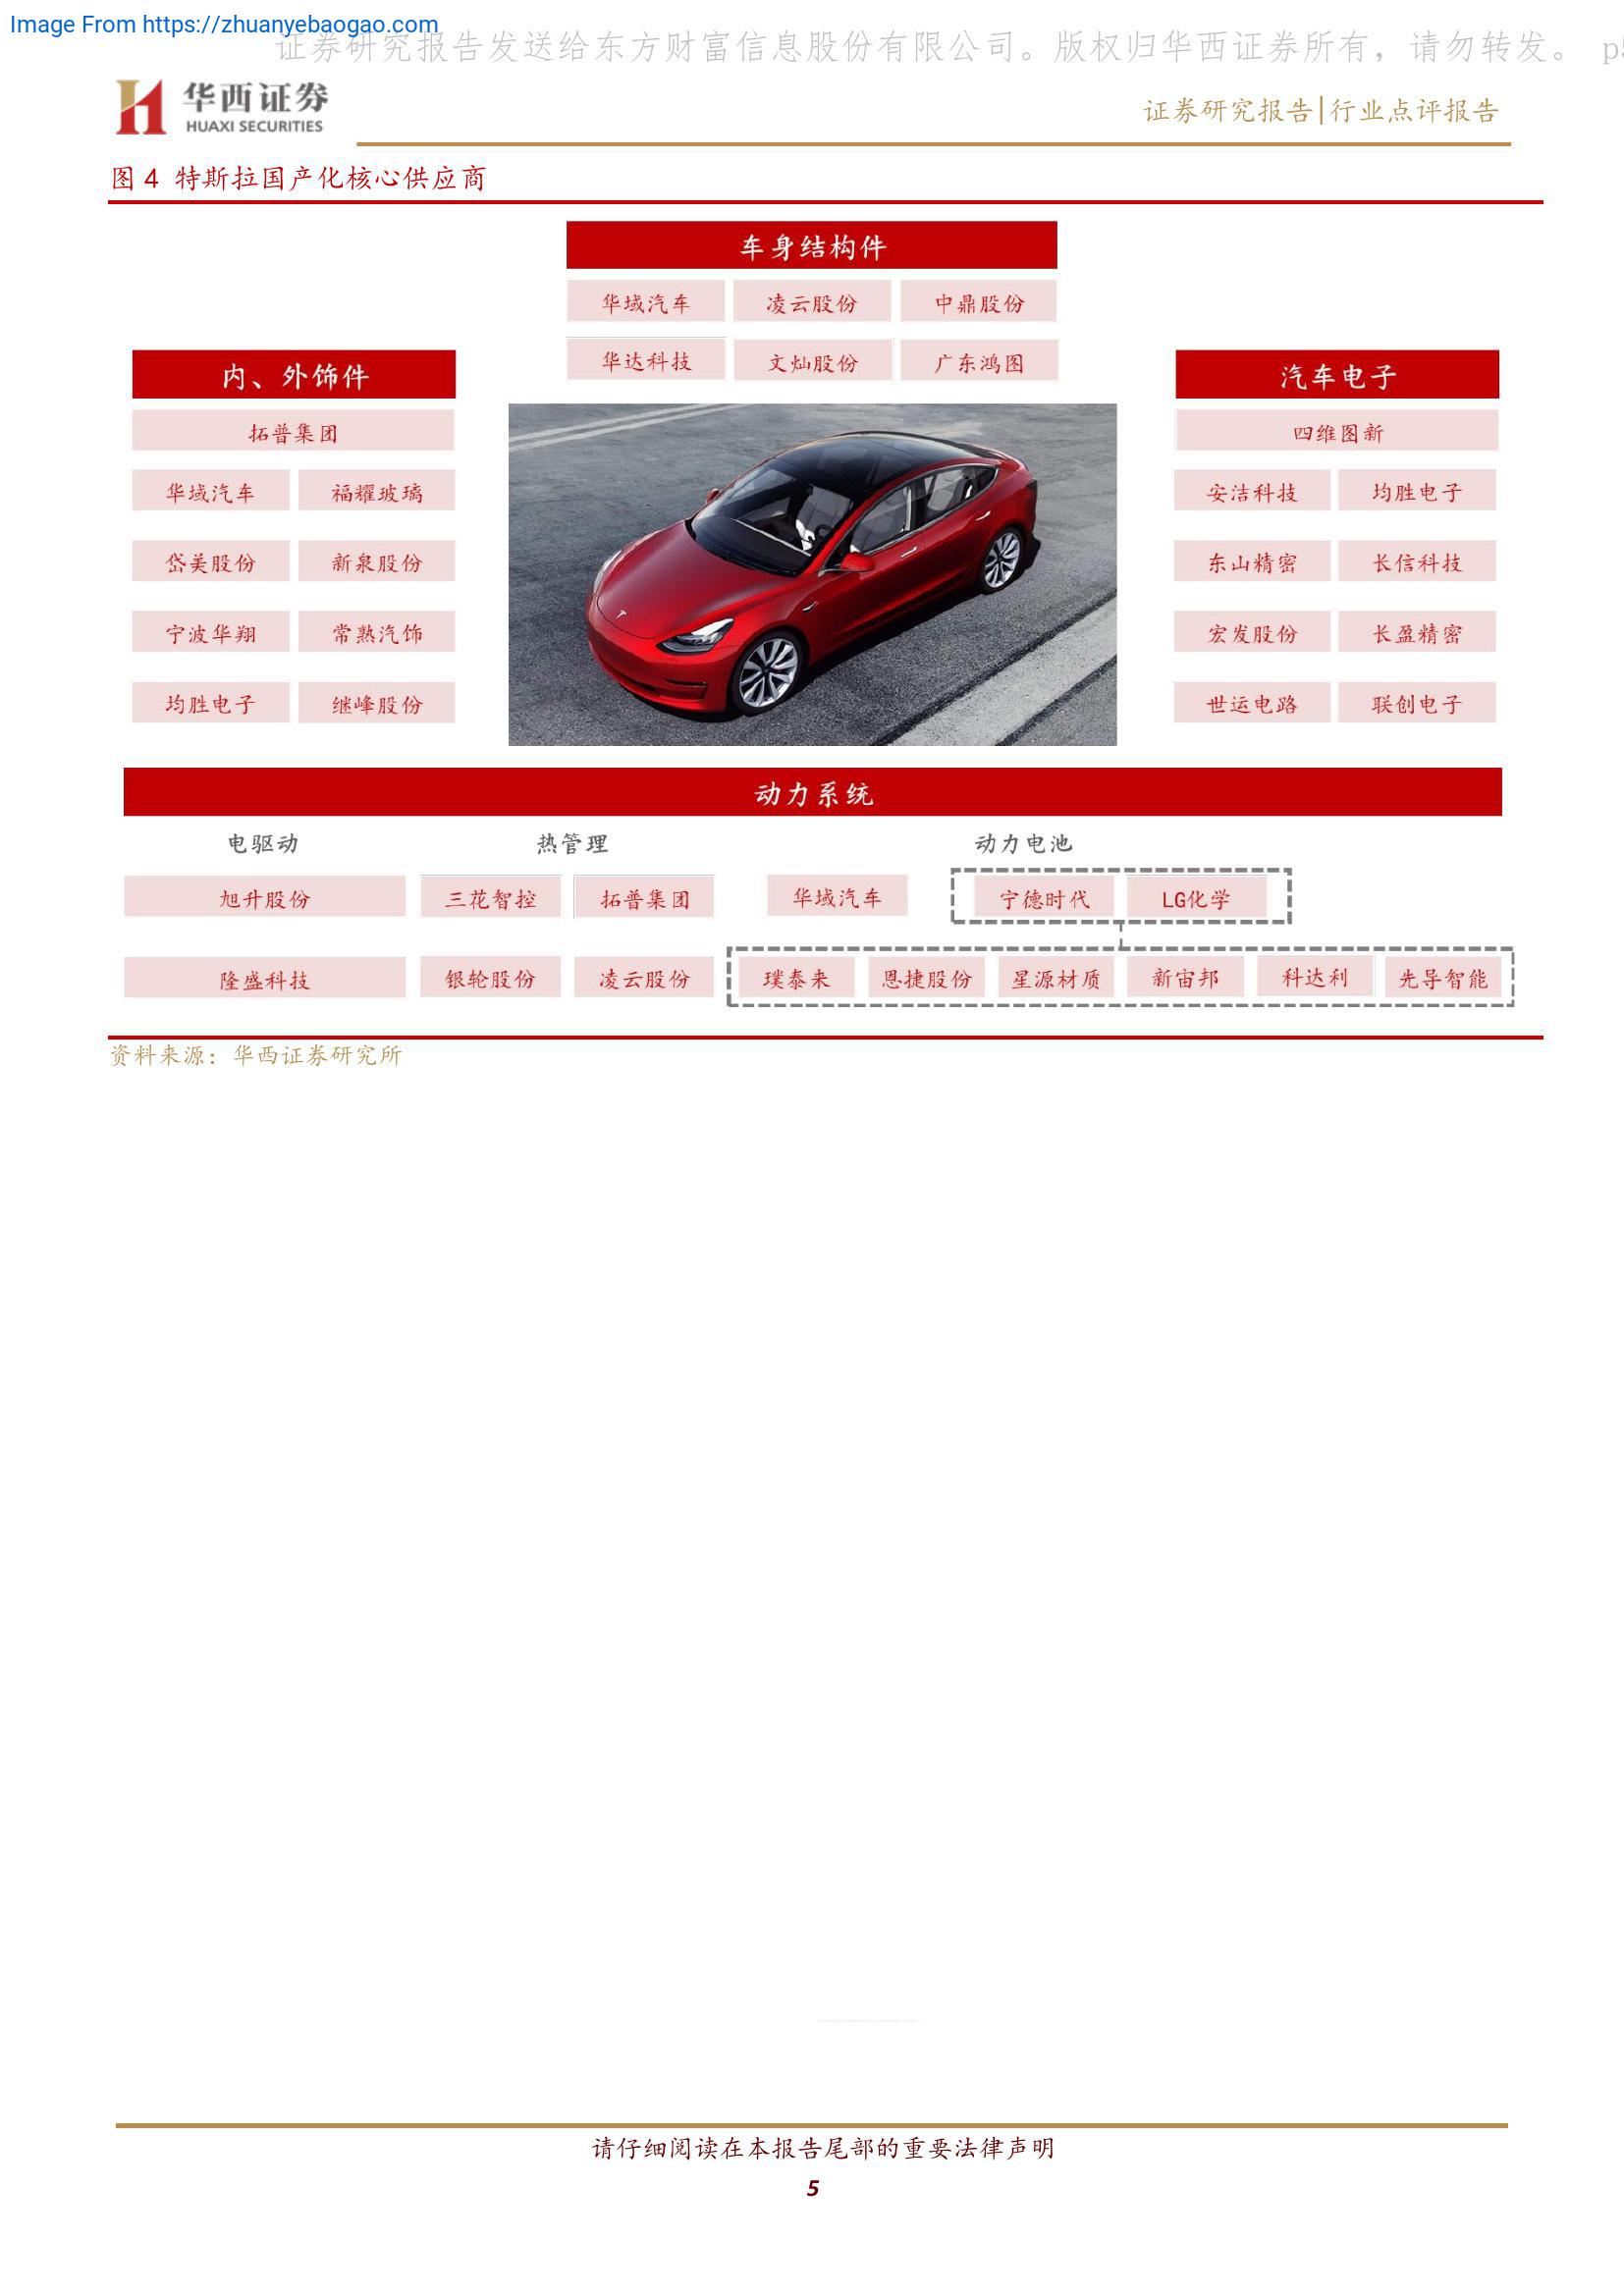 Image From https://zhuanyebaogao.com
证券研究报告发送给东方财富信息股份有限公司。版权归华西证券所有，请勿转发。 p5
华西证券
HUAXI SECURITIES
证券研究报告|行业点评报告
图 4 特斯拉国产化核心供应商
车身结构件
华域汽车 凌云股份 中鼎股份
华达科技 文灿股份 广东鸿图
内、外饰件
拓普集团
华域汽车 福耀玻璃
岱美股份 新泉股份
宁波华翔 常熟汽饰
均胜电子 继峰股份
汽车电子
四维图新
安洁科技 均胜电子
东山精密 长信科技
宏发股份 长盈精密
世运电路 联创电子
动力系统
电驱动 热管理 动力电池
旭升股份 三花智控 拓普集团 华域汽车 宁德时代 LG化学
隆盛科技 银轮股份 凌云股份 璞泰来 恩捷股份 星源材质 新宙邦 科达利 先导智能
资料来源：华西证券研究所
请仔细阅读在本报告尾部的重要法律声明
5